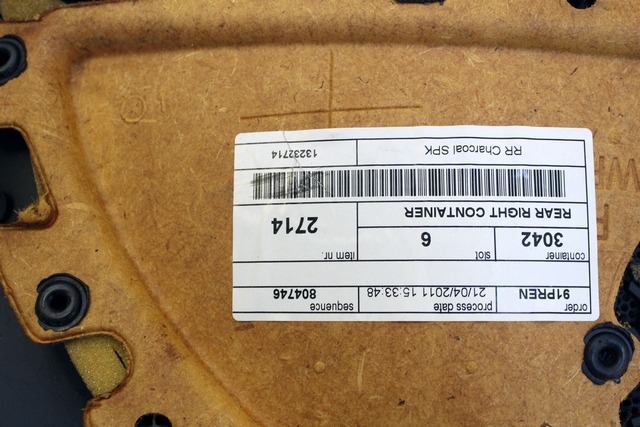 order process date sequence
91PREN 21/04/2011 15:33:48 804746
container slot item nr.
3042 6 2714
REAR RIGHT CONTAINER
RR Charcoal SPK 13232714